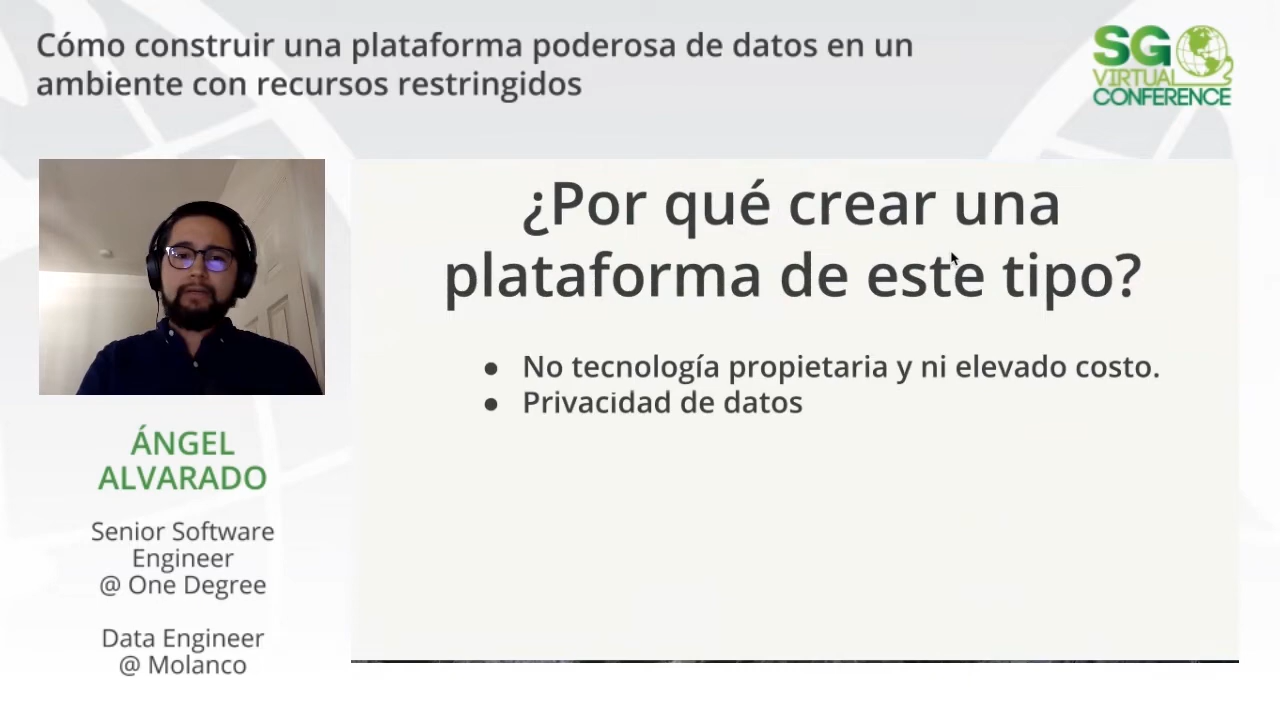 Cómo construir una plataforma poderosa de datos en un
ambiente con recursos restringidos
SG
VIRTUAL
CONFERENCE
¿Por qué crear una
plataforma de este tipo?
● No tecnología propietaria y ni elevado costo.
● Privacidad de datos
ÁNGEL
ALVARADO
Senior Software
Engineer
@ One Degree
Data Engineer
@ Molanco